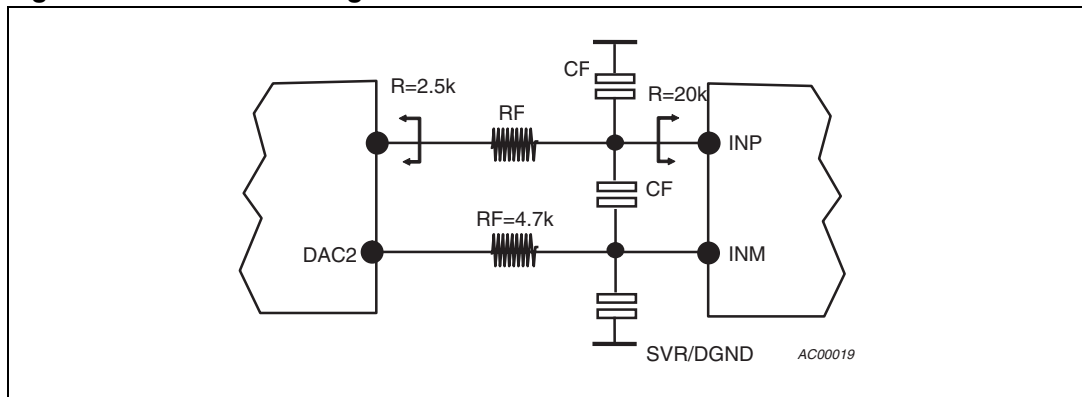 CF
R=2.5k
R=20k
RF
INP
CF
RF=4.7k
DAC2
INM
SVR/DGND
AC00019